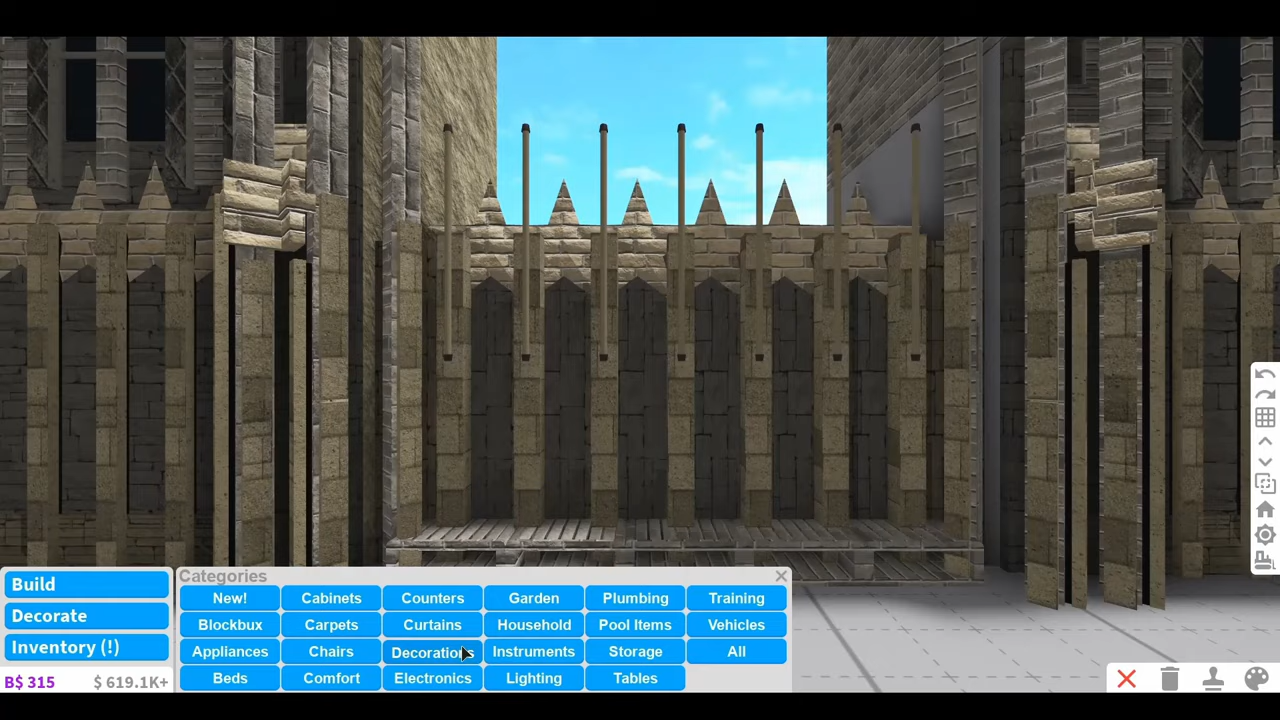 Build
Decorate
Inventory (!)
B$ 315
$ 619.1K+
Categories
New! Cabinets Counters Garden Plumbing Training
Blockbux Carpets Curtains Household Pool Items Vehicles
Appliances Chairs Decorations Instruments Storage All
Beds Comfort Electronics Lighting Tables